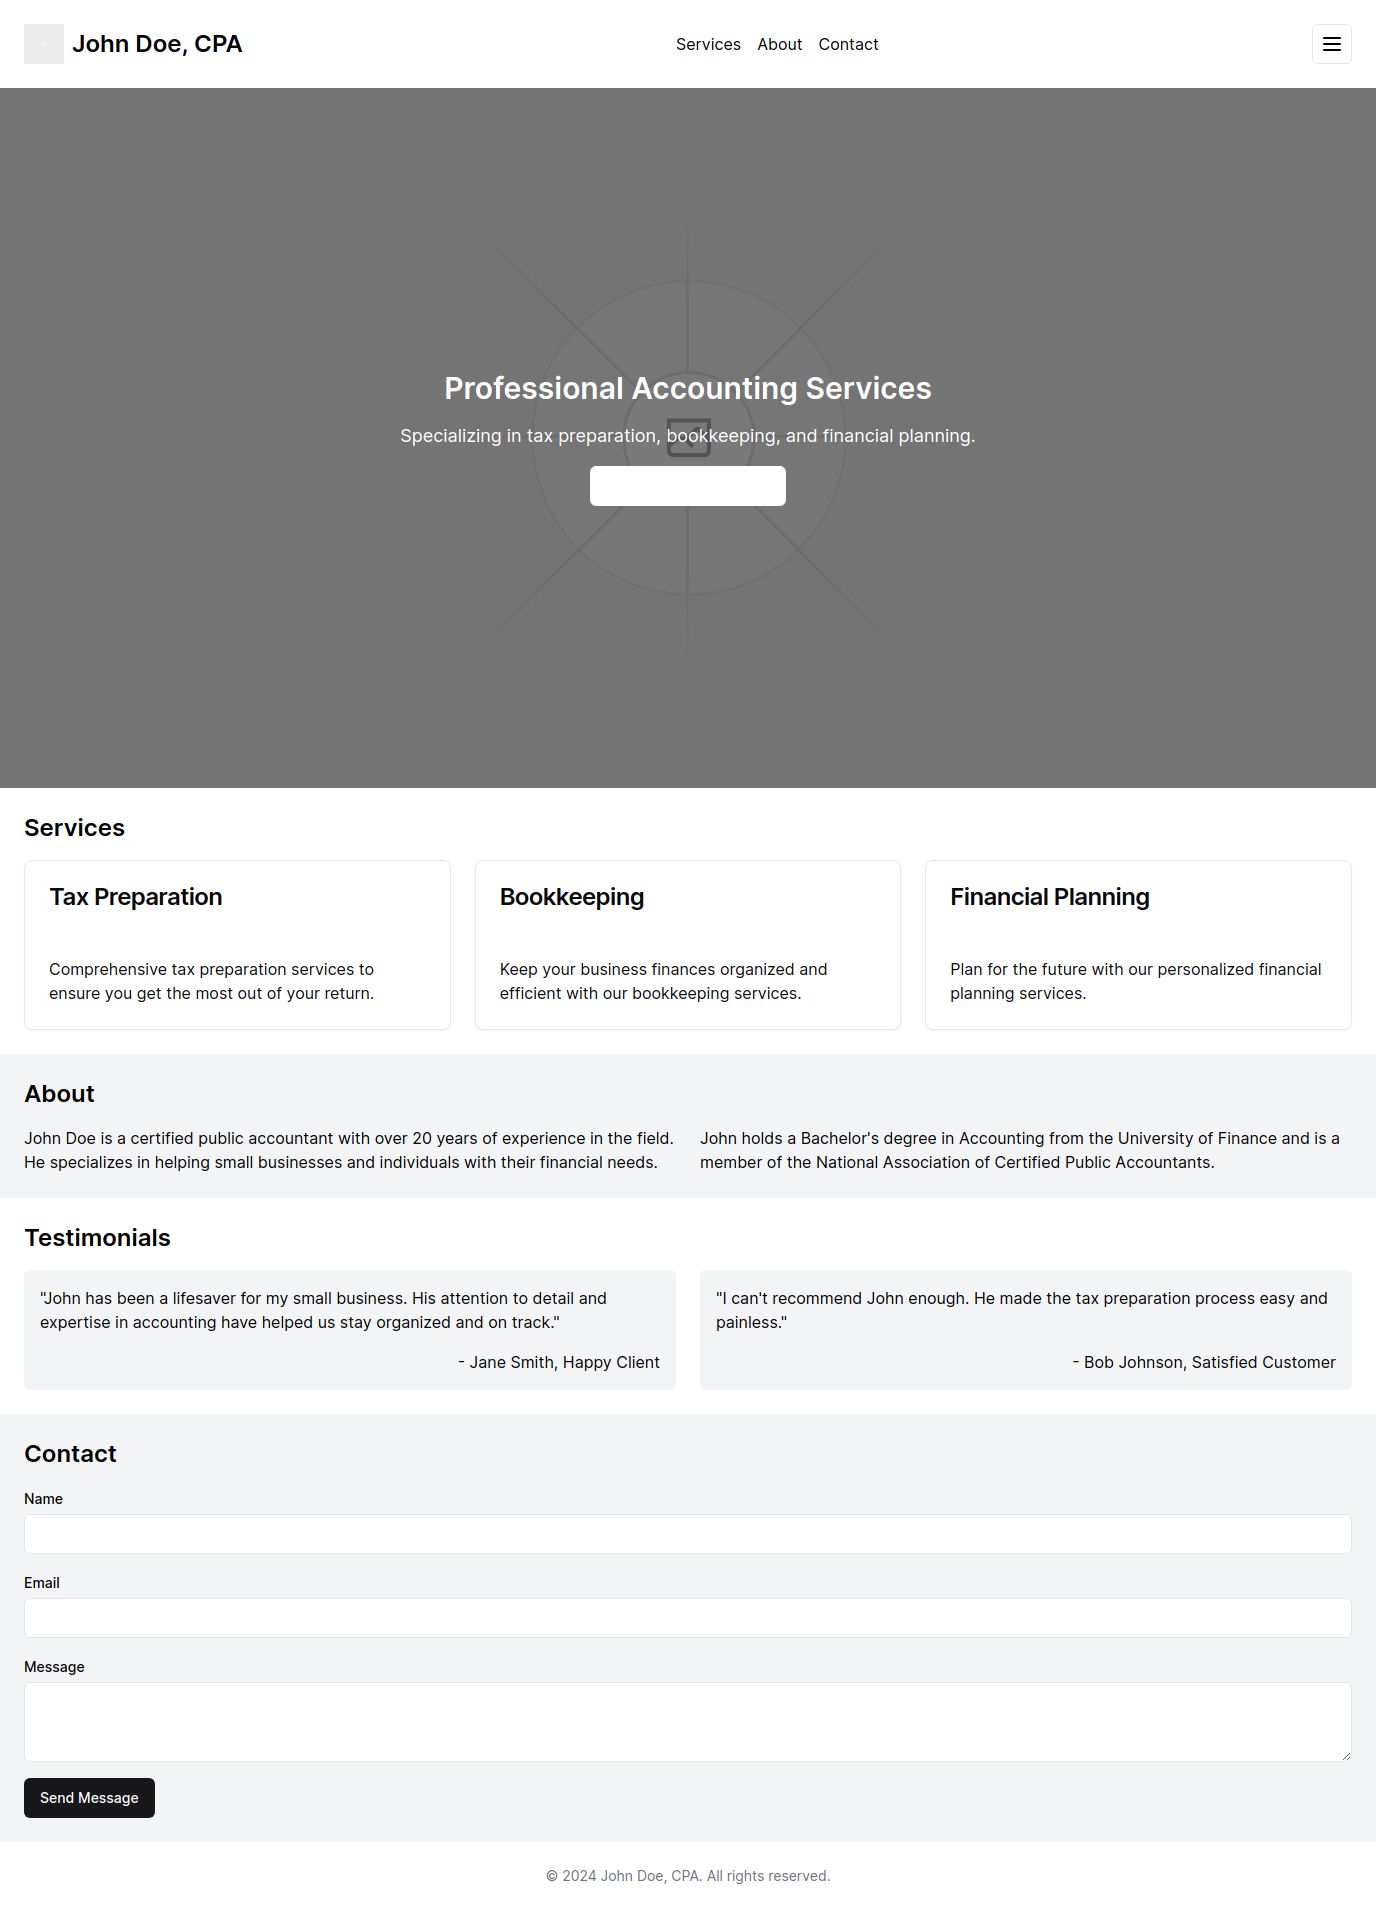 John Doe, CPA
Services About Contact
Professional Accounting Services
Specializing in tax preparation, bookkeeping, and financial planning.
Services
Tax Preparation
Comprehensive tax preparation services to
ensure you get the most out of your return.
Bookkeeping
Keep your business finances organized and
efficient with our bookkeeping services.
Financial Planning
Plan for the future with our personalized financial
planning services.
About
John Doe is a certified public accountant with over 20 years of experience in the field.
He specializes in helping small businesses and individuals with their financial needs.
John holds a Bachelor's degree in Accounting from the University of Finance and is a
member of the National Association of Certified Public Accountants.
Testimonials
"John has been a lifesaver for my small business. His attention to detail and
expertise in accounting have helped us stay organized and on track."
- Jane Smith, Happy Client
"I can't recommend John enough. He made the tax preparation process easy and
painless."
- Bob Johnson, Satisfied Customer
Contact
Name
Email
Message
Send Message
© 2024 John Doe, CPA. All rights reserved.